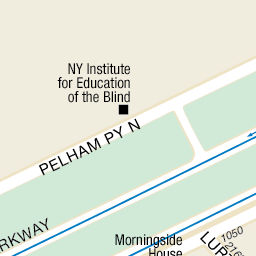 NY Institute
for Education
of the Blind
PELHAM PY N
RKWAY
Morningside
House
1050